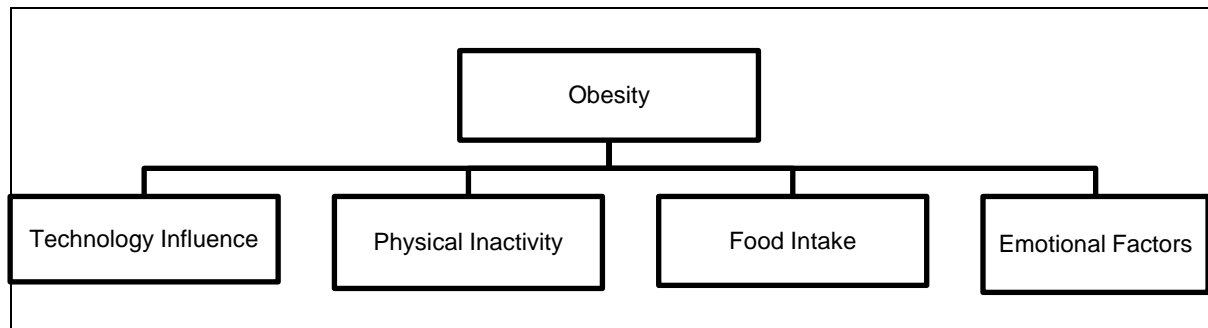 Obesity
Technology Influence
Physical Inactivity
Food Intake
Emotional Factors